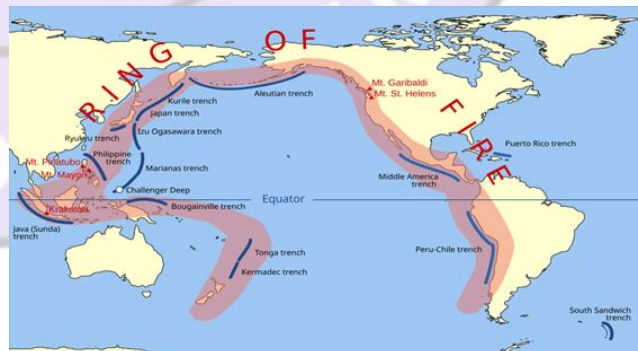 RING OF FIRE
Mt. Garibaldi
Mt. St. Helens
Kurile trench
Aleutian trench
Japan trench
Izu Ogasawara trench
Ryukyu trench
Puerto Rico trench
Philippine
trench
Mt. Pinatubo
Mt. Mayon
Marianas trench
Middle America
trench
Challenger Deep
Equator
Krakatoa
Bougainville trench
Java (Sunda)
trench
Tonga trench
Peru-Chile trench
Kermadec trench
South Sandwich
trench